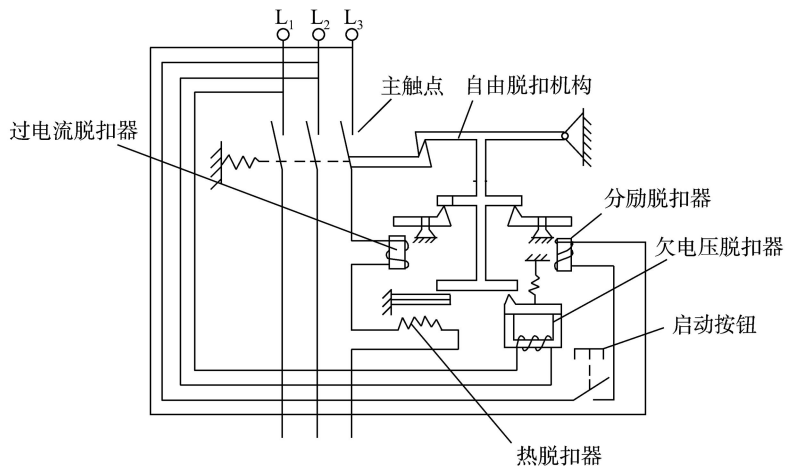 L1 L2 L3
主触点
自由脱扣机构
过电流脱扣器
分励脱扣器
欠电压脱扣器
启动按钮
热脱扣器